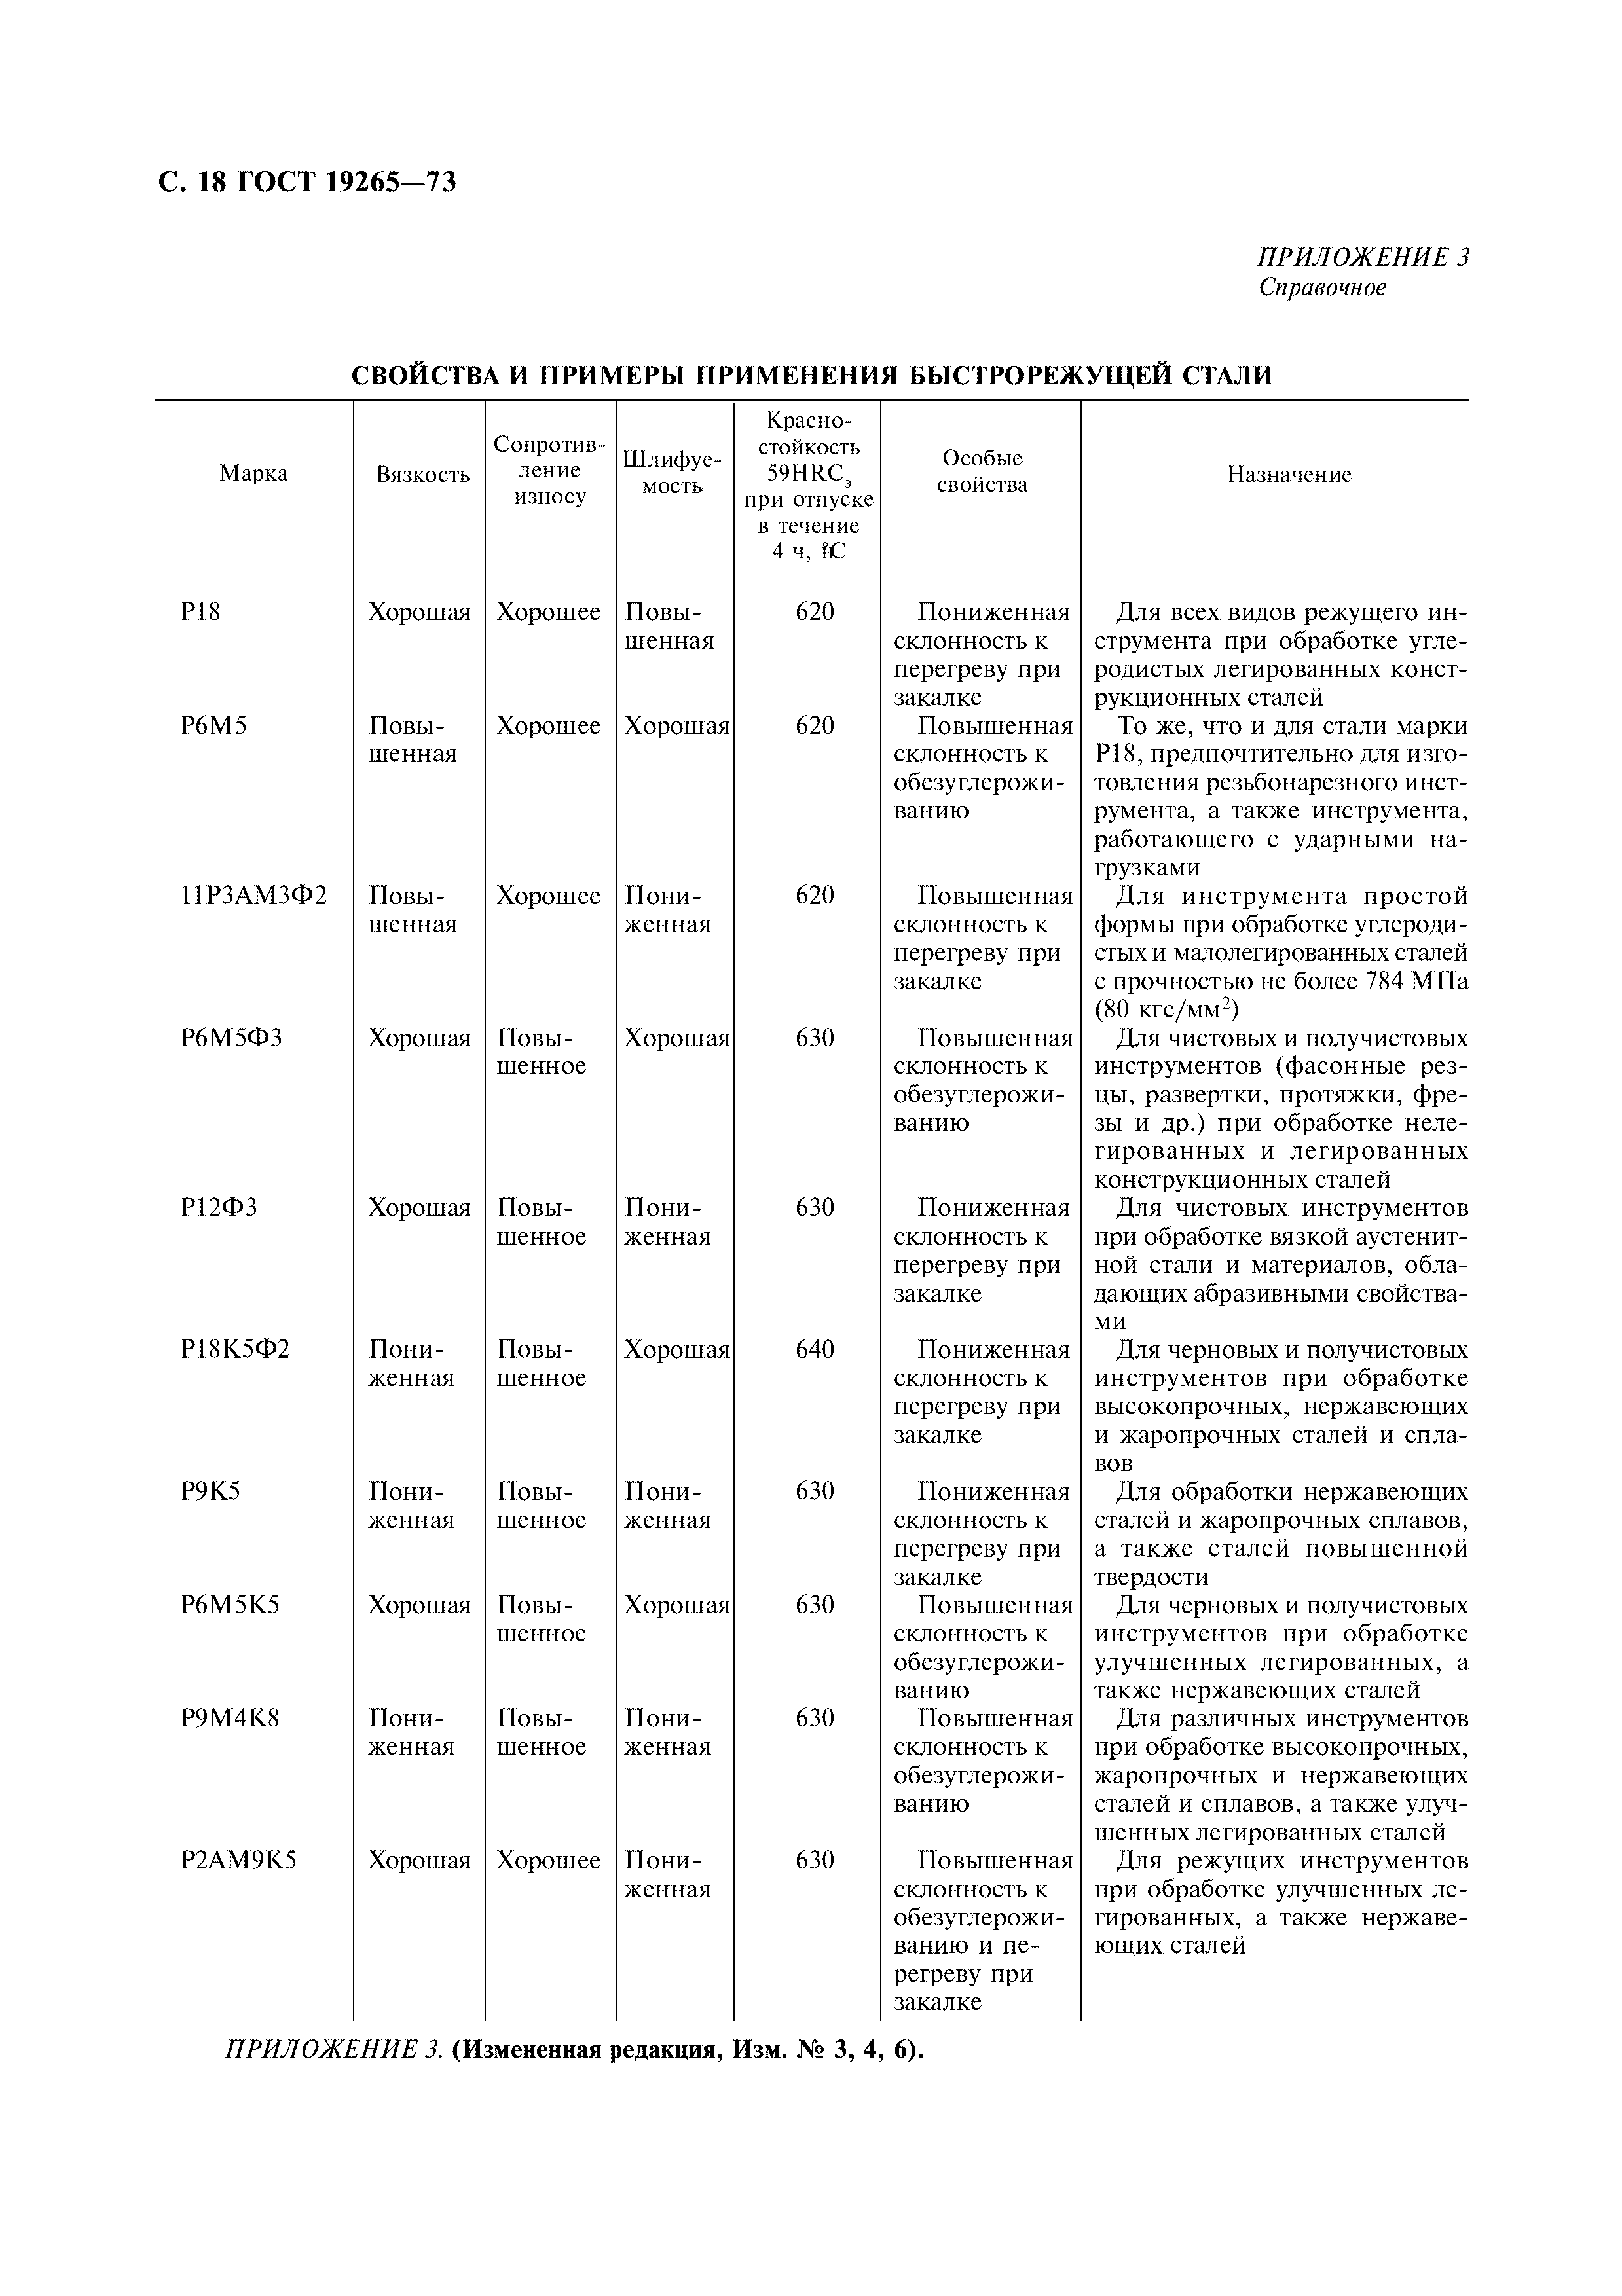 С. 18 ГОСТ 19265—73
ПРИЛОЖЕНИЕ 3
Справочное
СВОЙСТВА И ПРИМЕРЫ ПРИМЕНЕНИЯ БЫСТРОРЕЖУЩЕЙ СТАЛИ
Марка
Вязкость
Сопротив-
ление
износу
Шлифуе-
мость
Красно-
стойкость
59HRCэ
при отпуске
в течение
4 ч, °С
Особые
свойства
Назначение
Р18
Хорошая
Хорошее
Повы-
шенная
620
Пониженная
склонность к
перегреву при
закалке
Для всех видов режущего ин-
струмента при обработке угле-
родистых легированных конст-
рукционных сталей
Р6М5
Повы-
шенная
Хорошее
Хорошая
620
Повышенная
склонность к
обезуглерожи-
ванию
То же, что и для стали марки
Р18, предпочтительно для изго-
товления резьбонарезного инст-
румента, а также инструмента,
работающего с ударными на-
грузками
11Р3АМ3Ф2
Повы-
шенная
Хорошее
Пони-
женная
620
Повышенная
склонность к
перегреву при
закалке
Для инструмента простой
формы при обработке углероди-
стых и малолегированных сталей
с прочностью не более 784 МПа
(80 кгс/мм²)
Р6М5Ф3
Хорошая
Повы-
шенное
Хорошая
630
Повышенная
склонность к
обезуглерожи-
ванию
Для чистовых и получистовых
инструментов (фасонные рез-
цы, развертки, протяжки, фре-
зы и др.) при обработке неле-
гированных и легированных
конструкционных сталей
Р12Ф3
Хорошая
Повы-
шенное
Пони-
женная
630
Пониженная
склонность к
перегреву при
закалке
Для чистовых инструментов
при обработке вязкой аустенит-
ной стали и материалов, обла-
дающих абразивными свойства-
ми
Р18К5Ф2
Пони-
женная
Повы-
шенное
Хорошая
640
Пониженная
склонность к
перегреву при
закалке
Для черновых и получистовых
инструментов при обработке
высокопрочных, нержавеющих
и жаропрочных сталей и спла-
вов
Р9К5
Пони-
женная
Повы-
шенное
Пони-
женная
630
Пониженная
склонность к
перегреву при
закалке
Для обработки нержавеющих
сталей и жаропрочных сплавов,
а также сталей повышенной
твердости
Р6М5К5
Хорошая
Повы-
шенное
Хорошая
630
Повышенная
склонность к
обезуглерожи-
ванию
Для черновых и получистовых
инструментов при обработке
улучшенных легированных, а
также нержавеющих сталей
Р9М4К8
Пони-
женная
Повы-
шенное
Пони-
женная
630
Повышенная
склонность к
обезуглерожи-
ванию
Для различных инструментов
при обработке высокопрочных,
жаропрочных и нержавеющих
сталей и сплавов, а также улуч-
шенных легированных сталей
Р2АМ9К5
Хорошая
Хорошее
Пони-
женная
630
Повышенная
склонность к
обезуглерожи-
ванию и пе-
регреву при
закалке
Для режущих инструментов
при обработке улучшенных ле-
гированных, а также нержаве-
ющих сталей
ПРИЛОЖЕНИЕ 3. (Измененная редакция, Изм. № 3, 4, 6).